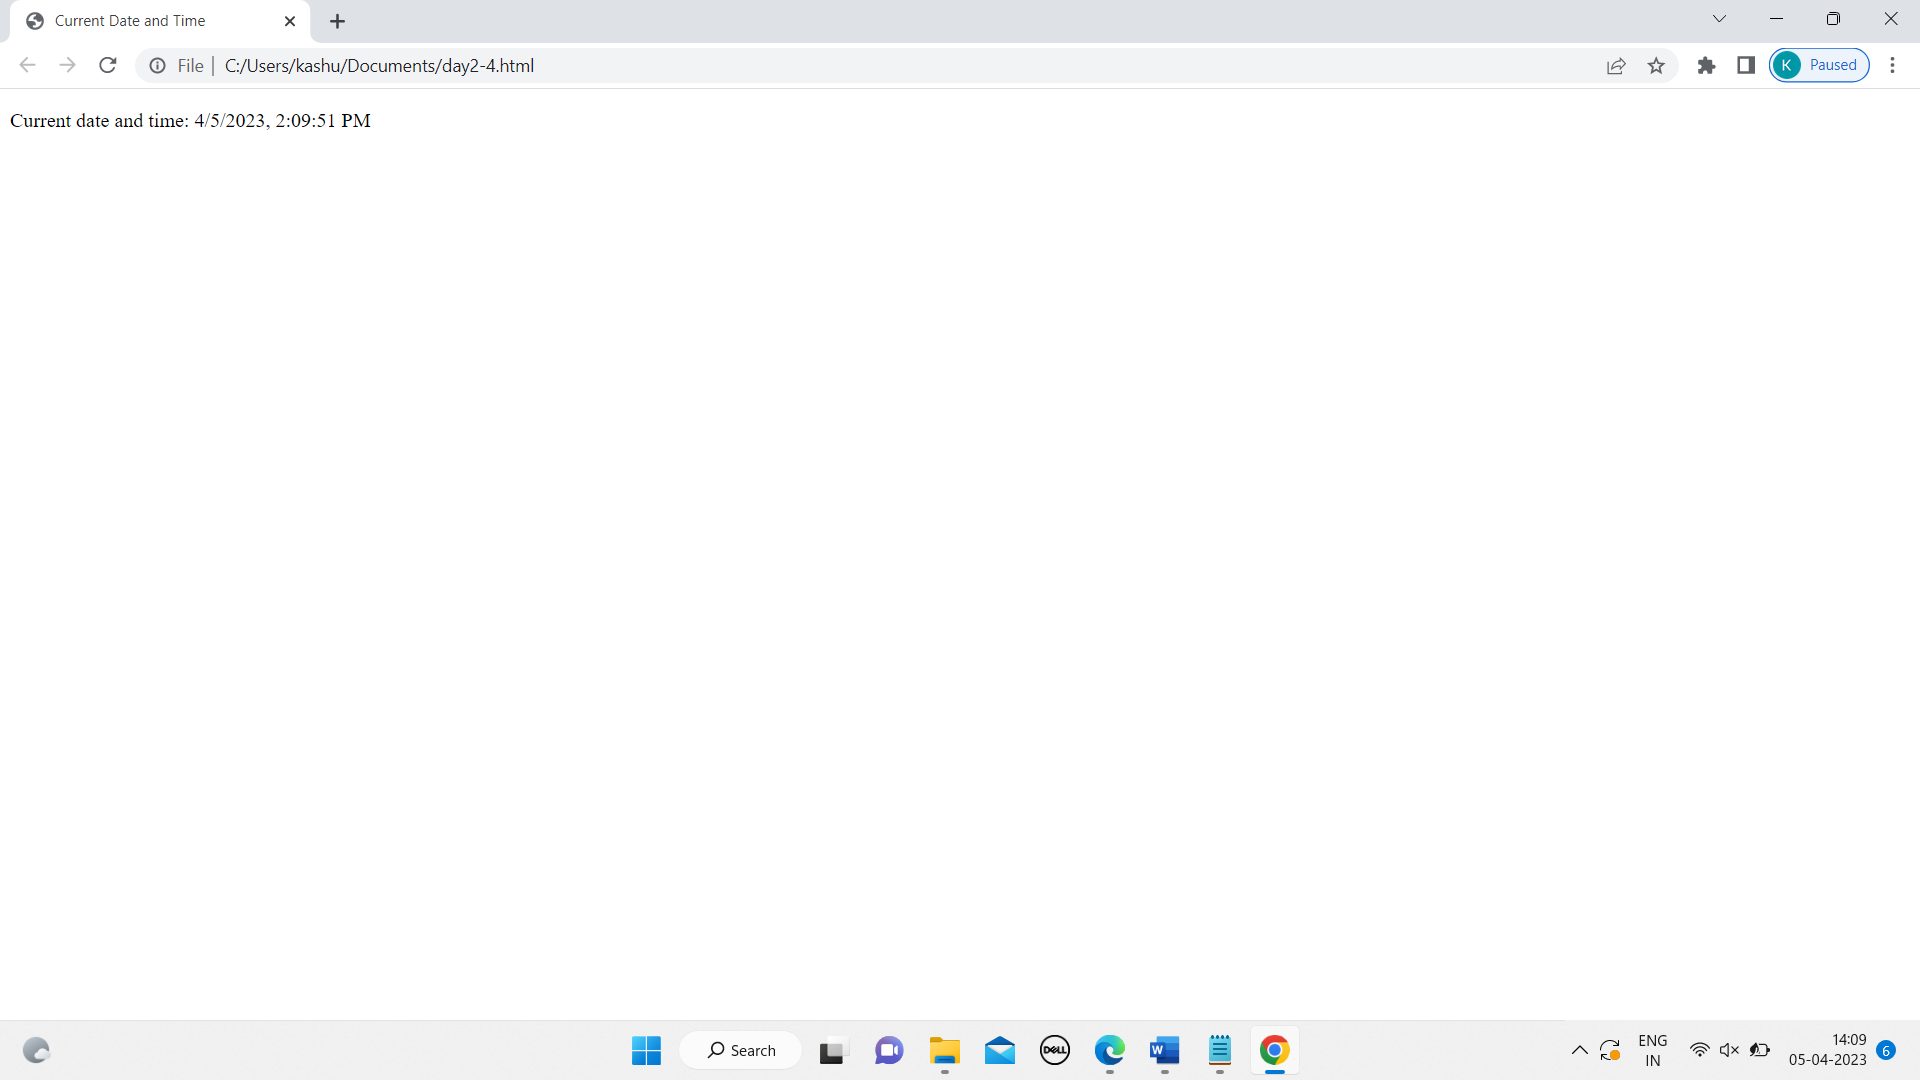 Current Date and Time
File
C:/Users/kashu/Documents/day2-4.html
K
Paused
Current date and time: 4/5/2023, 2:09:51 PM
Search
DELL
W
ENG
IN
14:09
05-04-2023
6